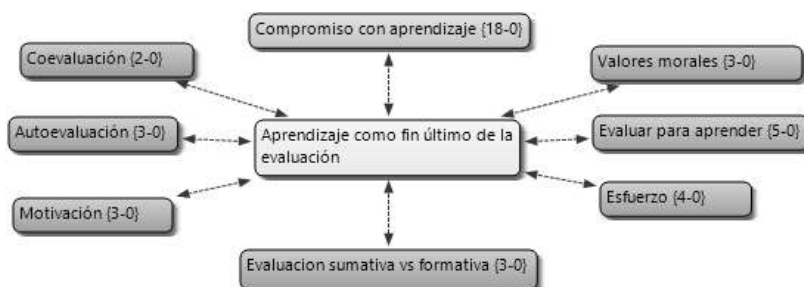 Compromiso con aprendizaje {18-0}
Coevaluación {2-0}
Valores morales {3-0}
Autoevaluación {3-0}
Aprendizaje como fin último de la
evaluación
Evaluar para aprender {5-0}
Motivación {3-0}
Esfuerzo {4-0}
Evaluacion sumativa vs formativa {3-0}